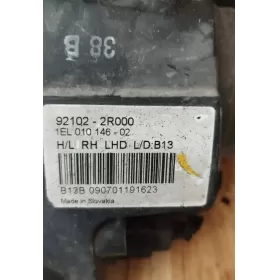 38 B
92102 - 2R000
1EL 010 146 - 02
H/L RH LHD L/D:B13
B13B 090701191623
Made in Slovakia